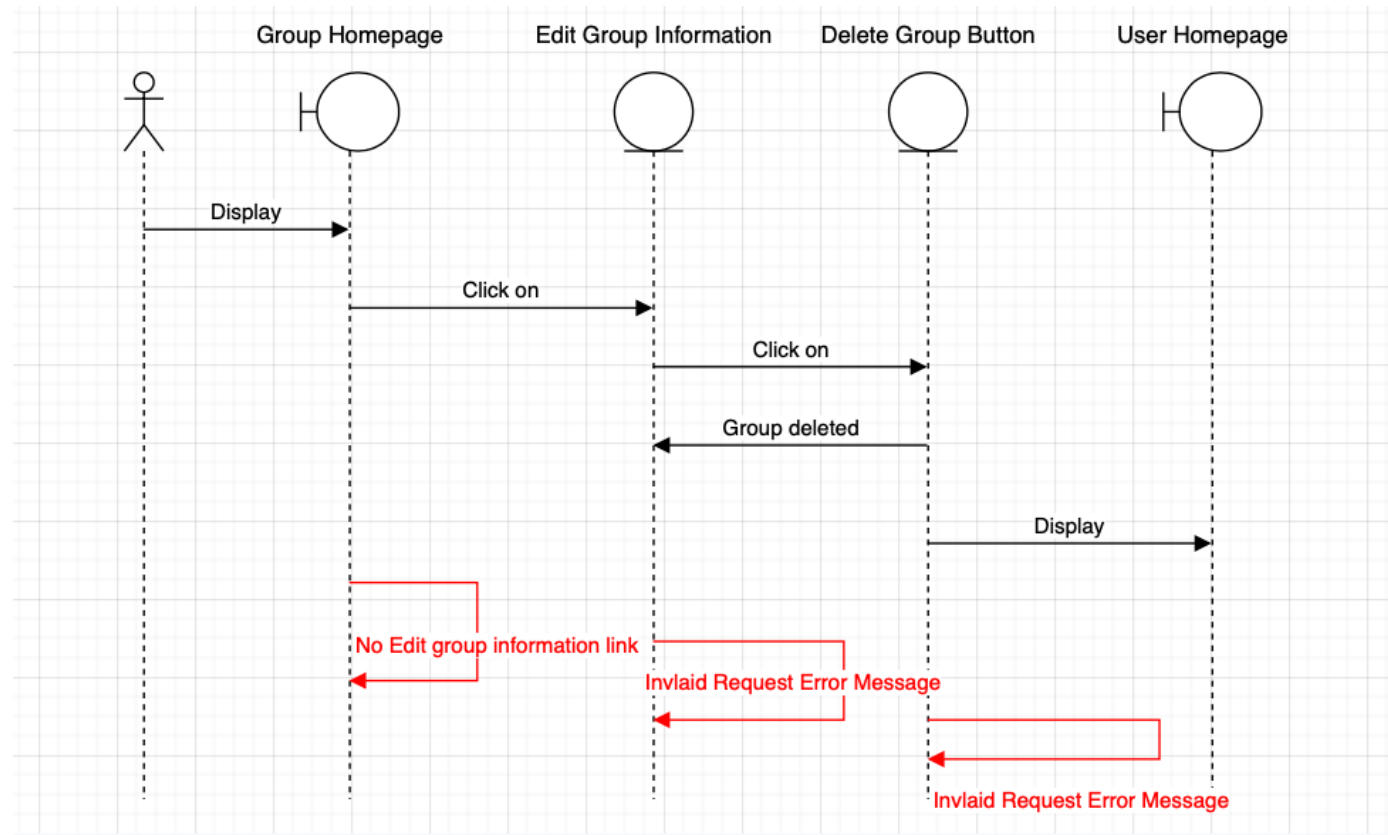 Group Homepage
Edit Group Information
Delete Group Button
User Homepage
Display
Click on
Click on
Group deleted
Display
No Edit group information link
Invlaid Request Error Message
Invlaid Request Error Message